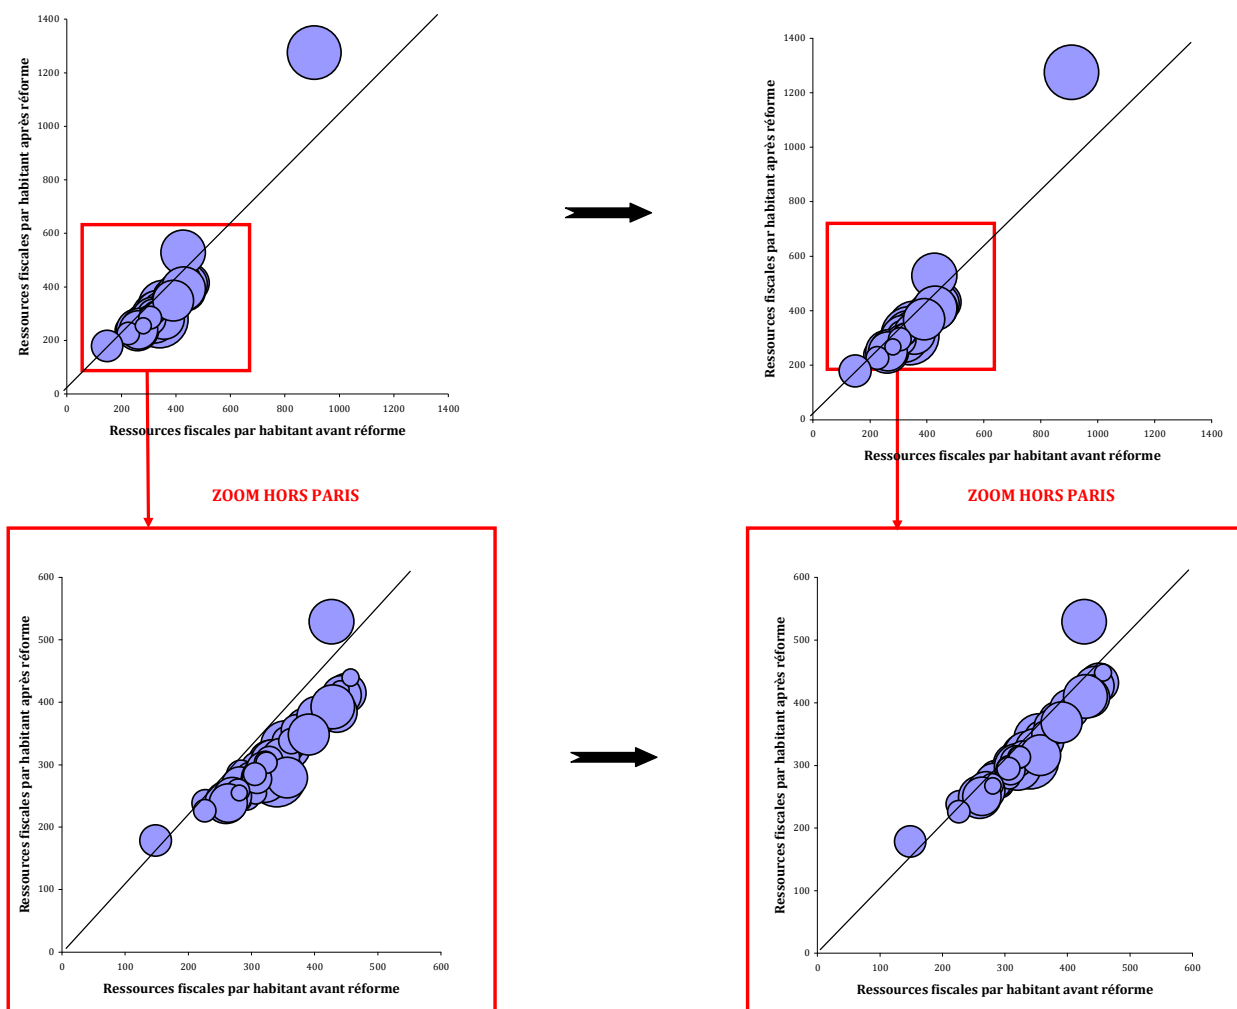 1400
1200
1000
800
600
400
200
0
Ressources fiscales par habitant après réforme
0 200 400 600 800 1000 1200 1400
Ressources fiscales par habitant avant réforme
1400
1200
1000
800
600
400
200
0
Ressources fiscales par habitant après réforme
0 200 400 600 800 1000 1200 1400
Ressources fiscales par habitant avant réforme
ZOOM HORS PARIS
ZOOM HORS PARIS
600
500
400
300
200
100
0
Ressources fiscales par habitant après réforme
0 100 200 300 400 500 600
Ressources fiscales par habitant avant réforme
600
500
400
300
200
100
0
Ressources fiscales par habitant après réforme
0 100 200 300 400 500 600
Ressources fiscales par habitant avant réforme